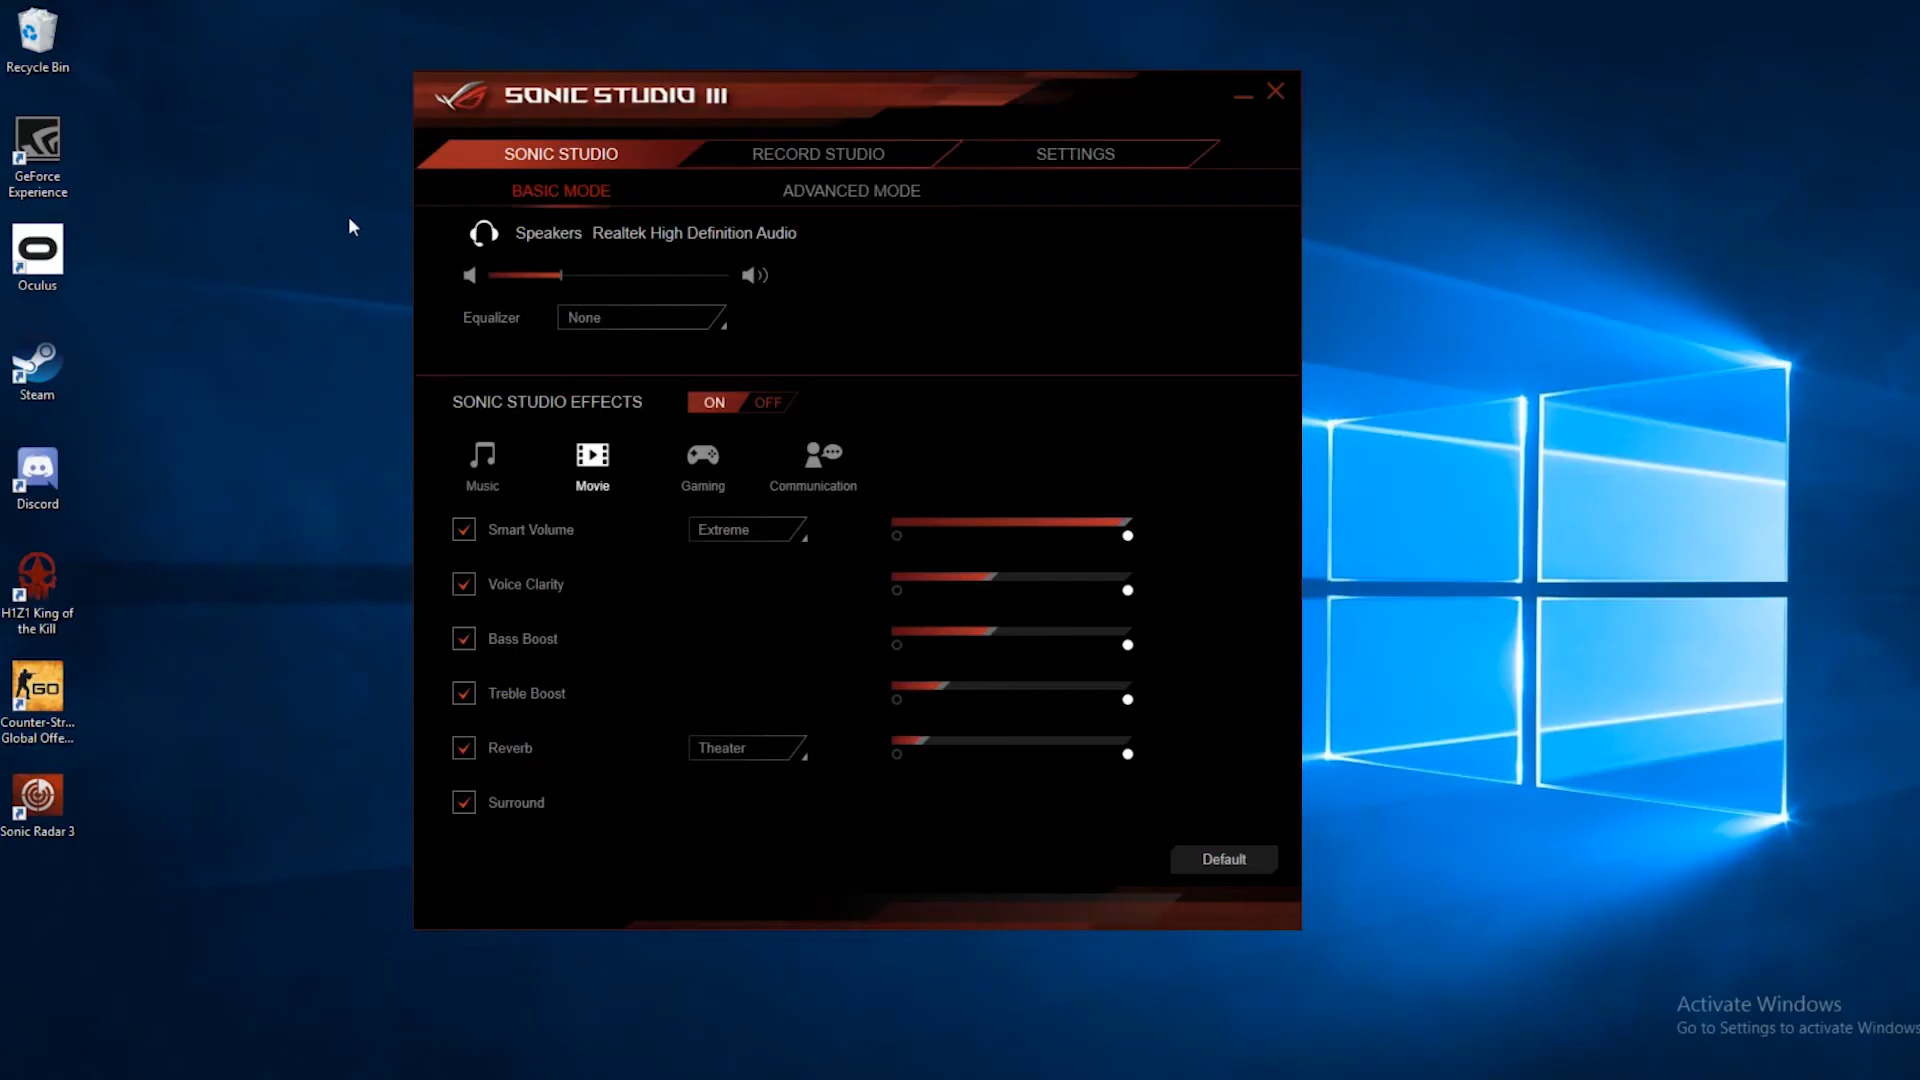 Recycle Bin
GeForce
Experience
Oculus
Steam
Discord
H1Z1 King of
the Kill
GO
Counter-Str...
Global Offe...
Sonic Radar 3
SONIC STUDIO III
SONIC STUDIO
RECORD STUDIO
SETTINGS
BASIC MODE
ADVANCED MODE
Speakers Realtek High Definition Audio
Equalizer None
SONIC STUDIO EFFECTS ON OFF
Music
Movie
Gaming
Communication
Smart Volume Extreme
Voice Clarity
Bass Boost
Treble Boost
Reverb Theater
Surround
Default
Activate Windows
Go to Settings to activate Windows